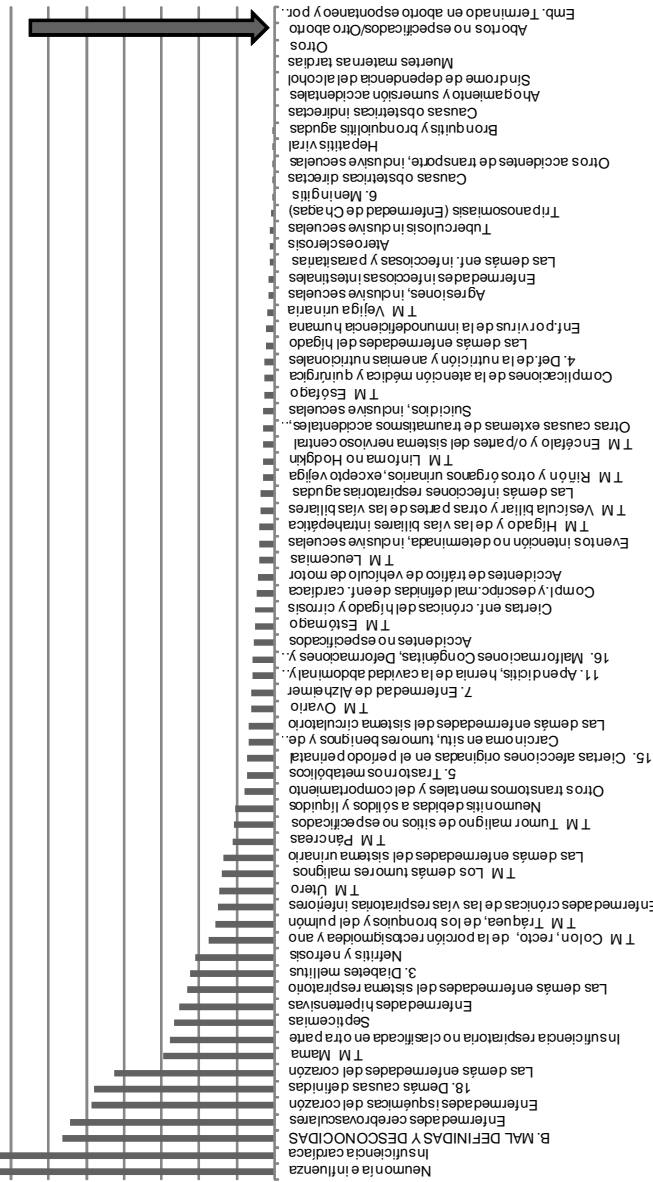 Neumonía e influenza
Insuficiencia cardíaca
B. MAL DEFINIDAS Y DESCONOCIDAS
Enfermedades cerebrovasculares
Enfermedades isquémicas del corazón
18. Demás causas definidas
Las demás enfermedades del corazón
TM Mama
Insuficiencia respiratoria no clasificada en otra parte
Septicemias
Enfermedades hipertensivas
Las demás enfermedades del sistema respiratorio
3. Diabetes mellitus
Nefritis y nefrosis
TM Colon, recto, de la porción rectosigmoidea y ano
TM Tráquea, de los bronquios y del pulmón
Enfermedades crónicas de las vías respiratorias inferiores
TM Útero
TM Los demás tumores malignos
Las demás enfermedades del sistema urinario
TM Páncreas
TM Tumor maligno de sitios no especificados
Neumonitis debidas a sólidos y líquidos
Otros transtornos mentales y del comportamiento
5. Trastornos metabólicos
15. Ciertas afecciones originadas en el período perinatal
Carcinoma en situ, tumores benignos y de..
Las demás enfermedades del sistema circulatorio
TM Ovario
7. Enfermedad de Alzheimer
11. Apendicitis, hernia de la cavidad abdominal y..
16. Malformaciones Congénitas, Deformaciones y..
Accidentes no especificados
TM Estómago
Ciertas enf. crónicas del hígado y cirrosis
Compl.y descripc.mal definidas de enf. cardíaca
Accidentes de tráfico de vehículo de motor
TM Leucemias
Eventos intención no determinada, inclusive secuelas
TM Hígado y de las vías biliares intrahepática
TM Vesícula biliar y otras partes de las vías biliares
Las demás infecciones respiratorias agudas
TM Riñón y otros órganos urinarios, excepto vejiga
TM Linfoma no Hodgkin
TM Encéfalo y o/partes del sistema nervioso central
Otras causas externas de traumatismos accidentales,..
Suicidios, inclusive secuelas
TM Esófago
Complicaciones de la atención médica y quirúrgica
4. Def.de la nutrición y anemias nutricionales
Las demás enfermedades del hígado
Enf.por virus de la inmunodeficiencia humana
TM Vejiga urinaria
Agresiones, inclusive secuelas
Enfermedades infecciosas intestinales
Las demás enf. infecciosas y parasitarias
Ateroesclerosis
Tuberculosis inclusive secuelas
Tripanosomiasis (Enfermedad de Chagas)
6. Meningitis
Causas obstetricas directas
Otros accidentes de transporte, inclusive secuelas
Hepatitis viral
Bronquitis y bronquiolitis agudas
Causas obstetricas indirectas
Ahogamiento y sumersión accidentales
Síndrome de dependencia del alcohol
Muertes maternas tardías
Otros
Abortos no especificados/Otro aborto
Emb. Terminado en aborto espontaneo y por..